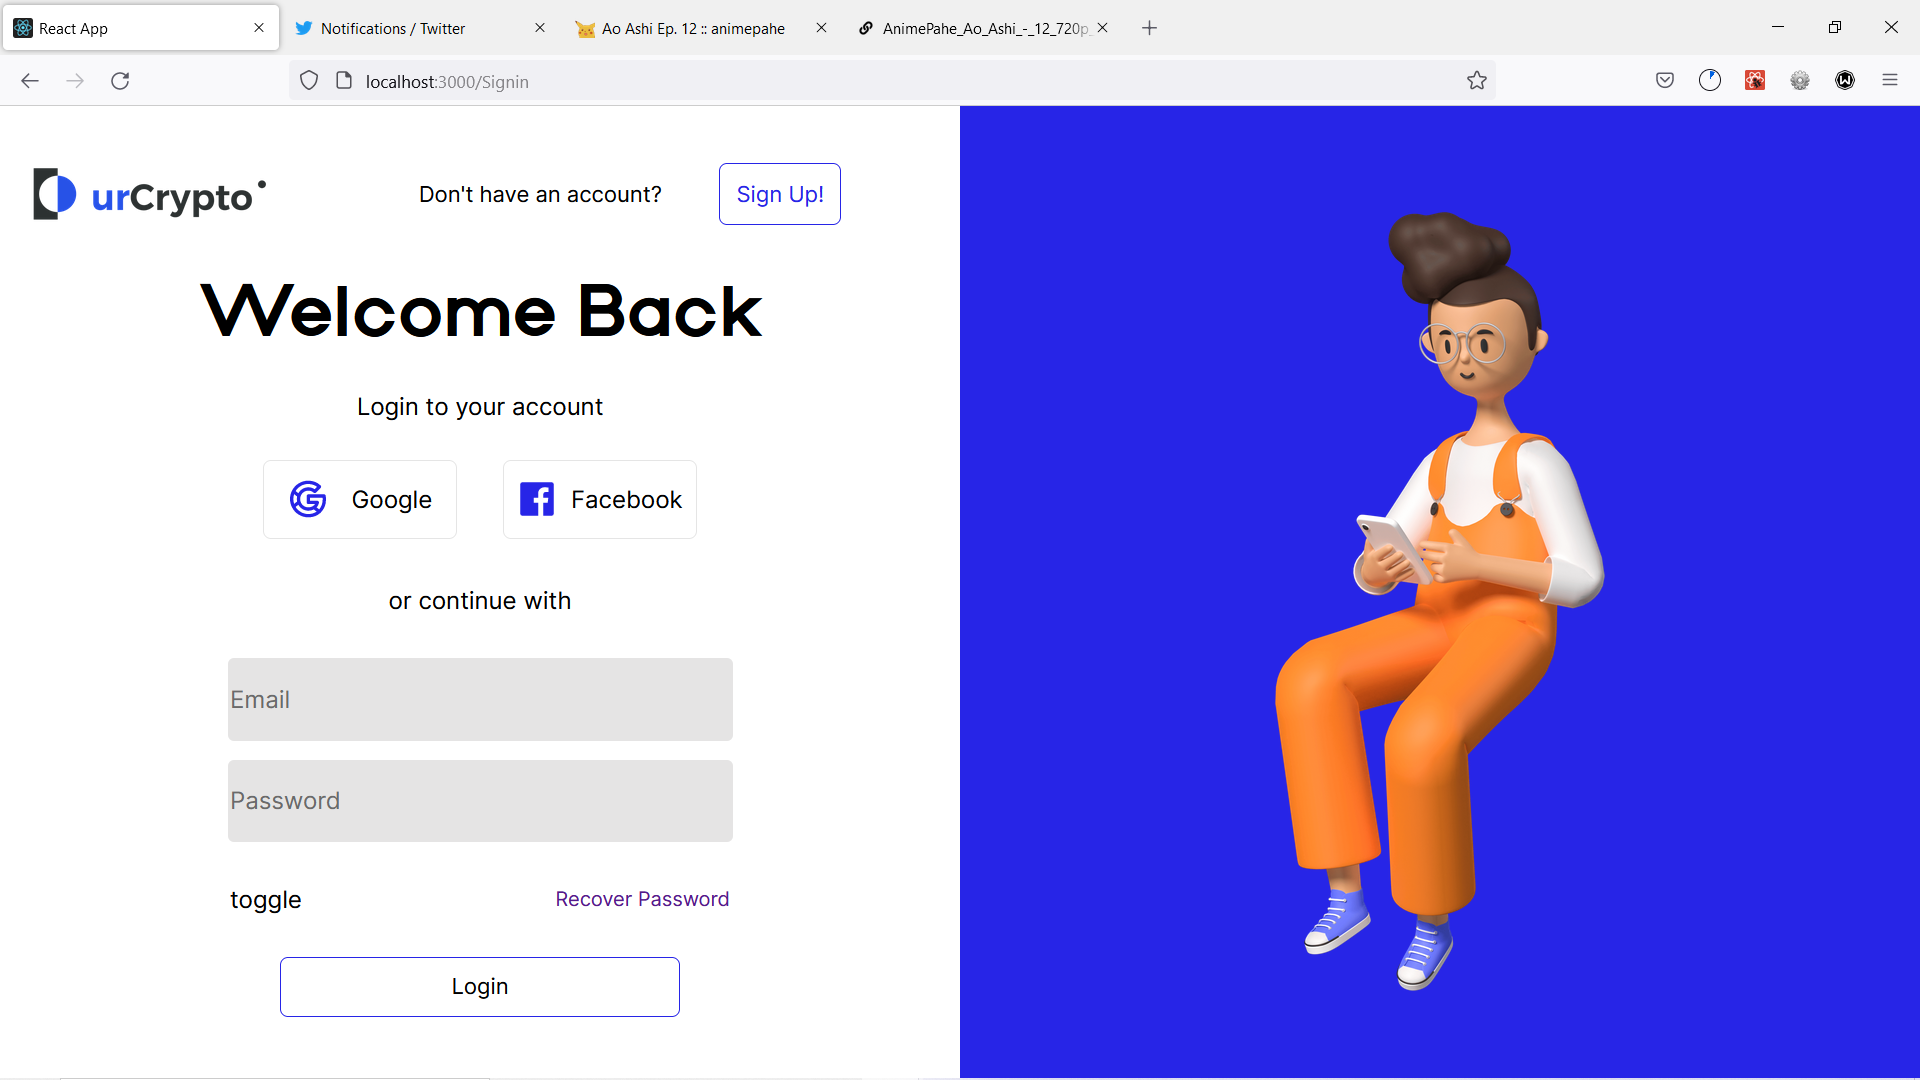 React App
Notifications / Twitter
Ao Ashi Ep. 12 :: animepahe
AnimePahe_Ao_Ashi_-_12_720p_
localhost:3000/Signin
urCrypto
Don't have an account?
Sign Up!
Welcome Back
Login to your account
Google
Facebook
or continue with
Email
Password
toggle
Recover Password
Login